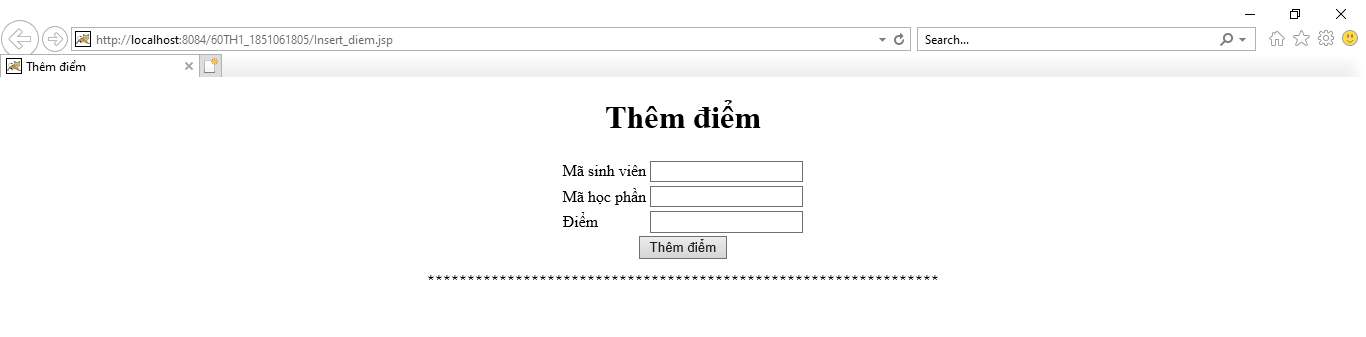 http://localhost:8084/60TH1_1851061805/Insert_diem.jsp
Search...
Thêm điểm
Thêm điểm
Mã sinh viên
Mã học phần
Điểm
Thêm điểm
****************************************************************